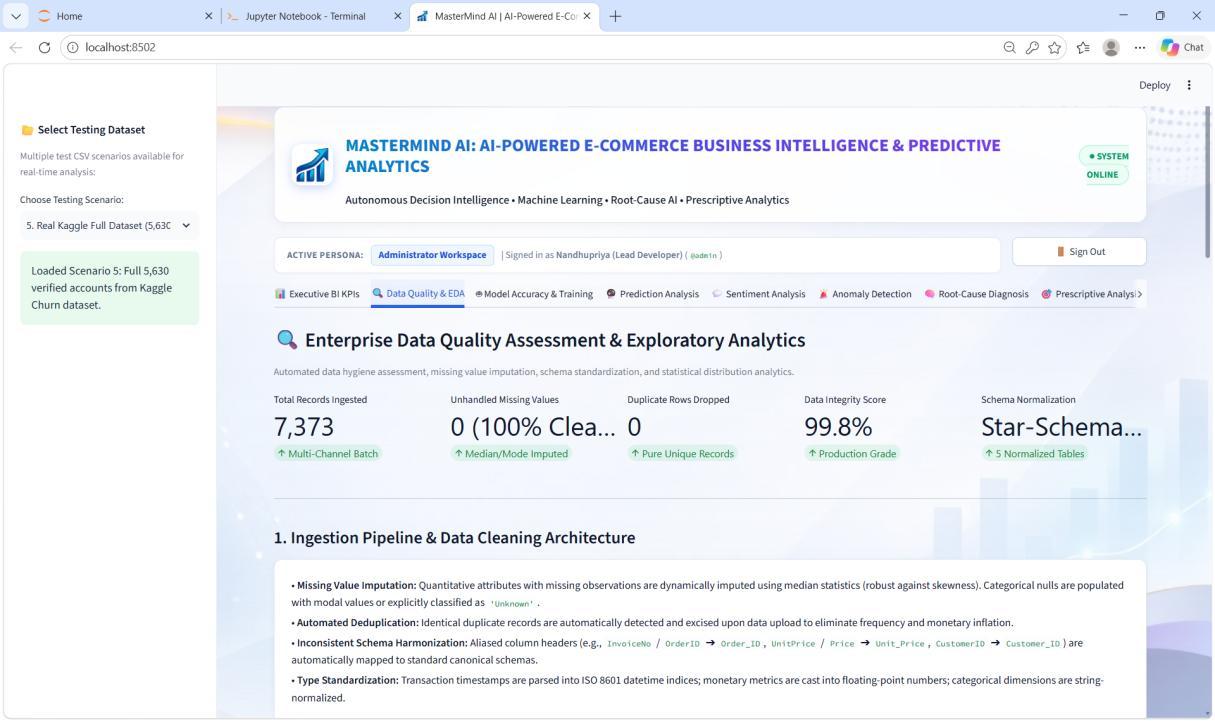 Home
Jupyter Notebook - Terminal
MasterMind AI | AI-Powered E-Co
localhost:8502
Chat
Deploy
Select Testing Dataset
Multiple test CSV scenarios available for
real-time analysis:
Choose Testing Scenario:
5. Real Kaggle Full Dataset (5,630
Loaded Scenario 5: Full 5,630
verified accounts from Kaggle
Churn dataset.
MASTERMIND AI: AI-POWERED E-COMMERCE BUSINESS INTELLIGENCE & PREDICTIVE
ANALYTICS
Autonomous Decision Intelligence • Machine Learning • Root-Cause AI • Prescriptive Analytics
● SYSTEM
ONLINE
ACTIVE PERSONA: Administrator Workspace | Signed in as Nandhupriya (Lead Developer) ( @admin )
Sign Out
Executive BI KPIs
Data Quality & EDA
Model Accuracy & Training
Prediction Analysis
Sentiment Analysis
Anomaly Detection
Root-Cause Diagnosis
Prescriptive Analysi
Enterprise Data Quality Assessment & Exploratory Analytics
Automated data hygiene assessment, missing value imputation, schema standardization, and statistical distribution analytics.
Total Records Ingested
7,373
↑ Multi-Channel Batch
Unhandled Missing Values
0 (100% Clea...
↑ Median/Mode Imputed
Duplicate Rows Dropped
0
↑ Pure Unique Records
Data Integrity Score
99.8%
↑ Production Grade
Schema Normalization
Star-Schema...
↑ 5 Normalized Tables
1. Ingestion Pipeline & Data Cleaning Architecture
• Missing Value Imputation: Quantitative attributes with missing observations are dynamically imputed using median statistics (robust against skewness). Categorical nulls are populated
with modal values or explicitly classified as 'Unknown' .
• Automated Deduplication: Identical duplicate records are automatically detected and excised upon data upload to eliminate frequency and monetary inflation.
• Inconsistent Schema Harmonization: Aliased column headers (e.g., InvoiceNo / OrderID ➔ Order_ID , UnitPrice / Price ➔ Unit_Price , CustomerID ➔ Customer_ID ) are
automatically mapped to standard canonical schemas.
• Type Standardization: Transaction timestamps are parsed into ISO 8601 datetime indices; monetary metrics are cast into floating-point numbers; categorical dimensions are string-
normalized.